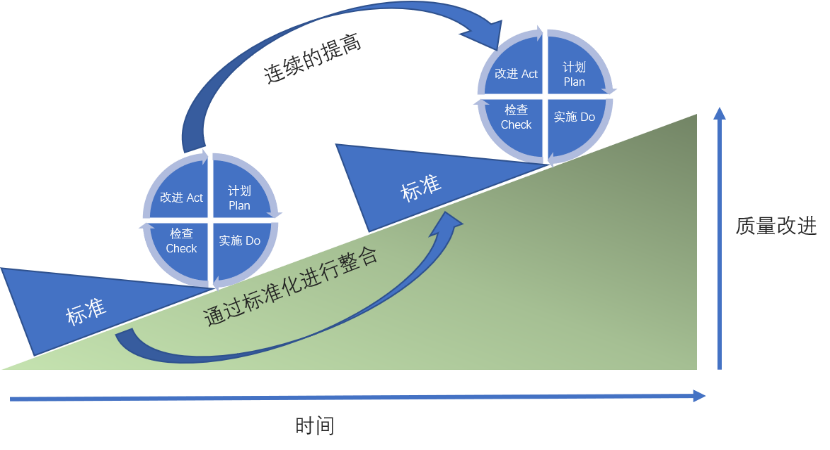 连续的提高
改进 Act
计划
Plan
检查
Check
实施 Do
标准
改进 Act
计划
Plan
检查
Check
实施 Do
标准
通过标准化进行整合
质量改进
时间